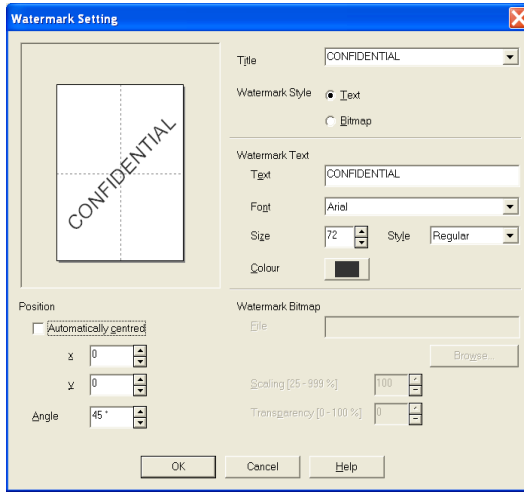 Watermark Setting
CONFIDENTIAL
Title CONFIDENTIAL
Watermark Style Text
Bitmap
Watermark Text
Text CONFIDENTIAL
Font Arial
Size 72 Style Regular
Colour
Position
Automatically centred
x 0
y 0
Angle 45 °
Watermark Bitmap
File
Browse...
Scaling [25 - 999 %] 100
Transparency [0 - 100 %] 0
OK Cancel Help